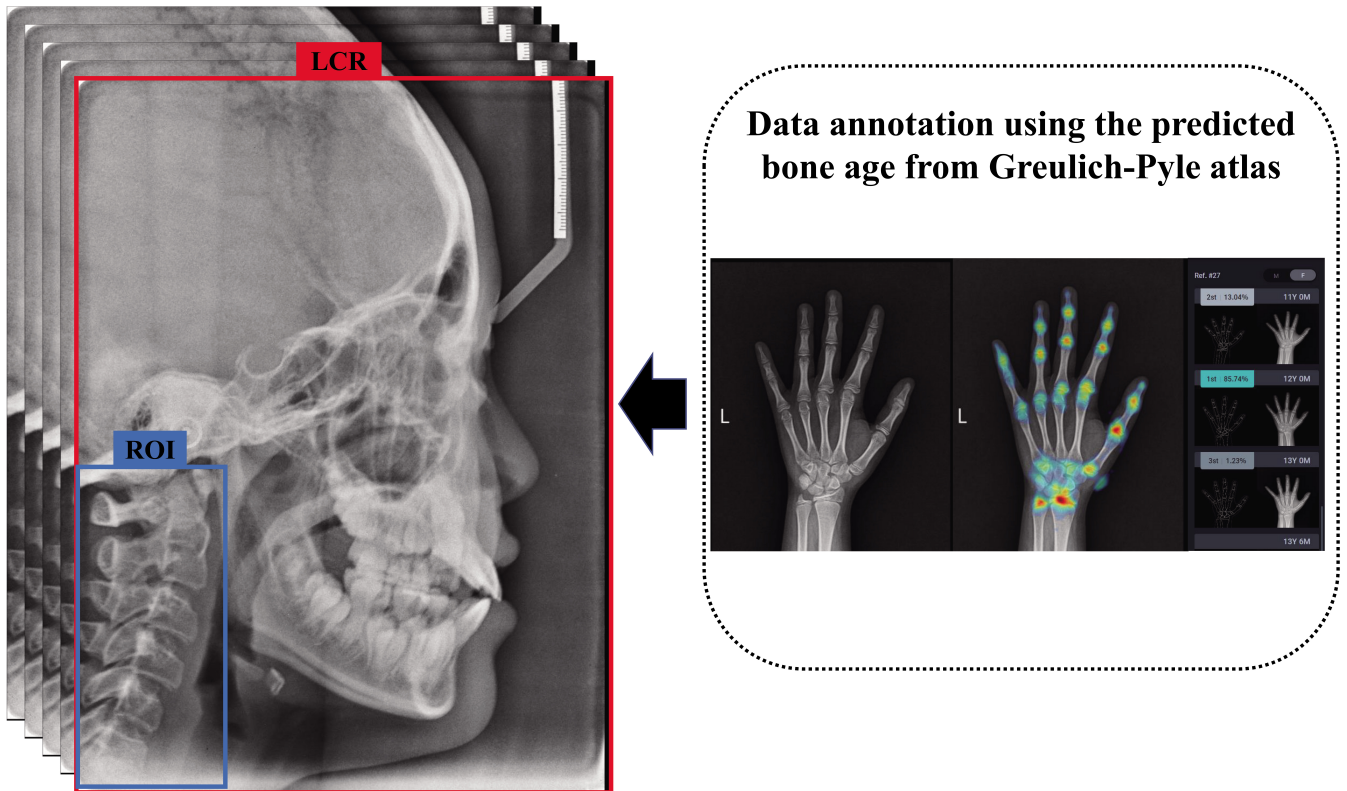 LCR
ROI
Data annotation using the predicted
bone age from Greulich-Pyle atlas
L
L
Ref. #27
M
F
2st 13.04% 11Y 0M
1st 85.74% 12Y 0M
3st 1.23% 13Y 0M
13Y 6M